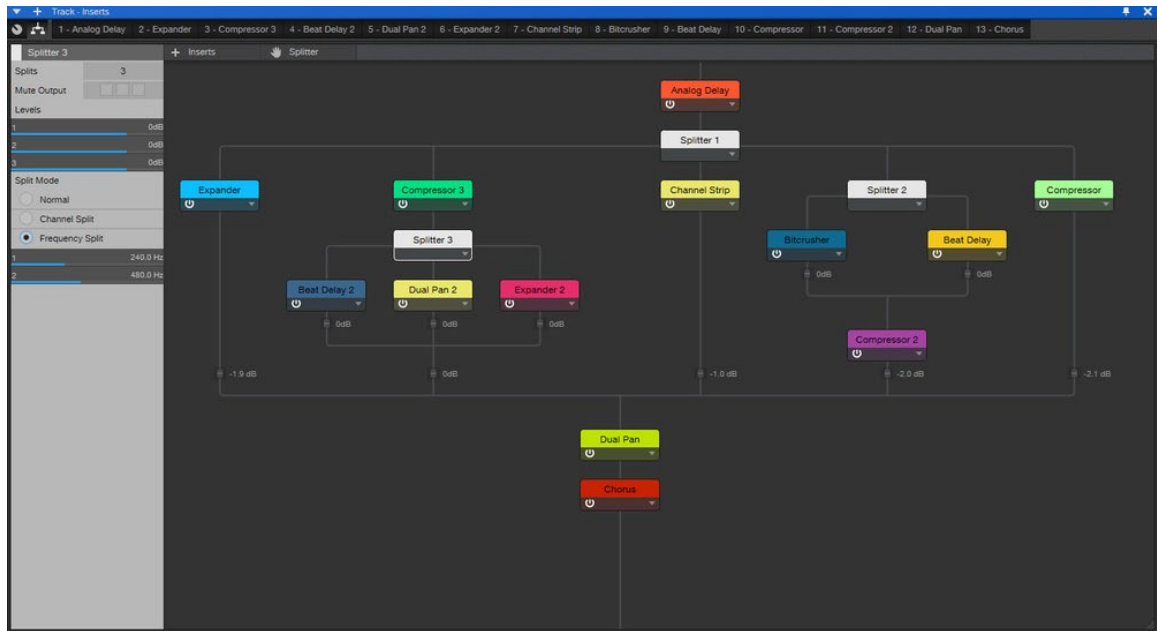 Track - Inserts
1 - Analog Delay 2 - Expander 3 - Compressor 3 4 - Beat Delay 2 5 - Dual Pan 2 6 - Expander 2 7 - Channel Strip 8 - Bitcrusher 9 - Beat Delay 10 - Compressor 11 - Compressor 2 12 - Dual Pan 13 - Chorus
Splitter 3
+ Inserts Splitter
Splits 3
Mute Output
Levels
1 0dB
2 0dB
3 0dB
Split Mode
Normal
Channel Split
Frequency Split
1 240.0 Hz
2 480.0 Hz
Analog Delay
Splitter 1
Expander Compressor 3 Channel Strip Splitter 2 Compressor
Splitter 3 Bitcrusher Beat Delay
0dB 0dB
Beat Delay 2 Dual Pan 2 Expander 2
0dB 0dB 0dB
Compressor 2
-1.9 dB 0dB -1.0 dB -2.0 dB -2.1 dB
Dual Pan
Chorus